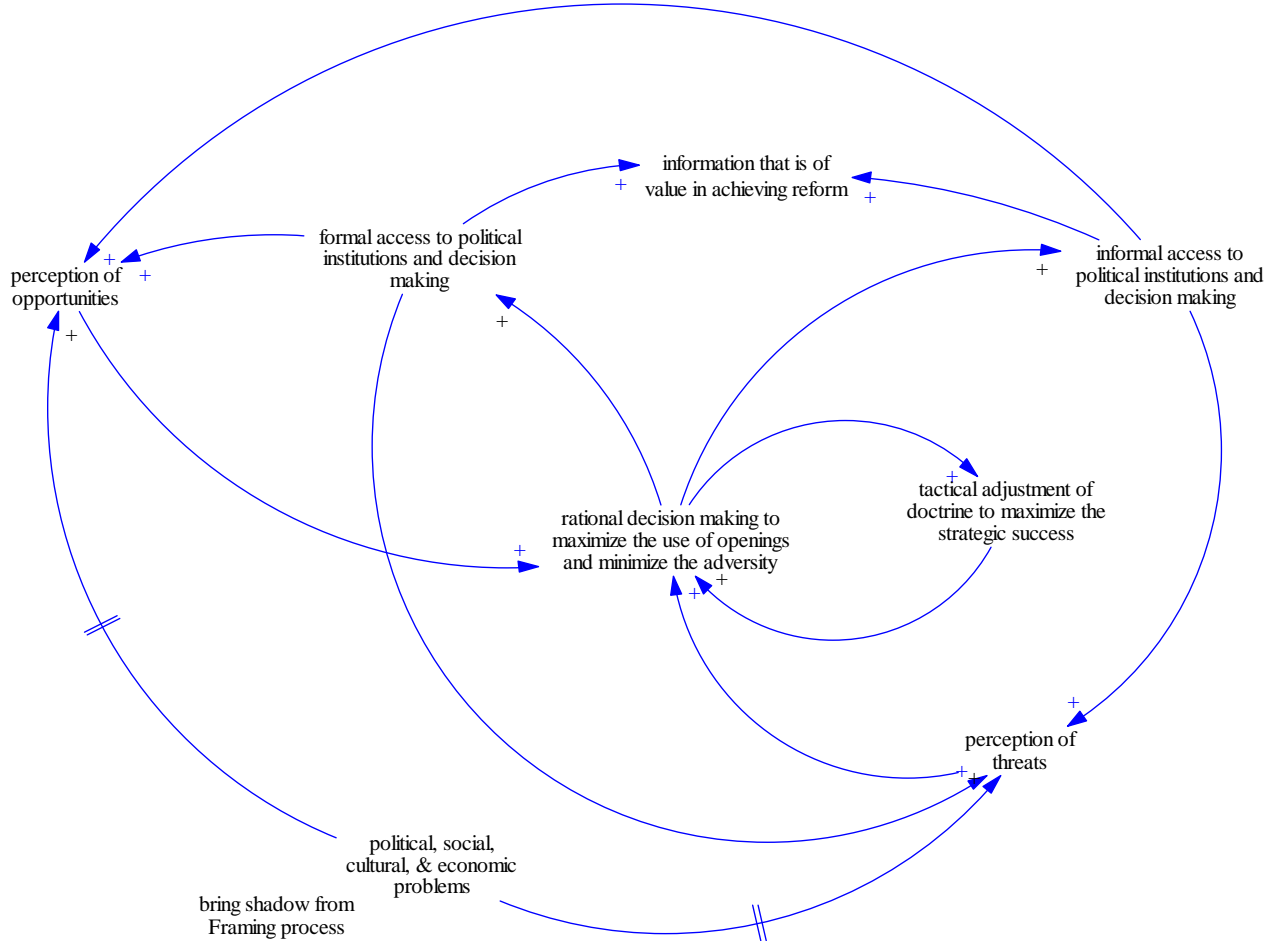 information that is of
value in achieving reform
+
+
formal access to political
institutions and decision
making
informal access to
political institutions and
decision making
perception of
opportunities
+
+
+
+
+
tactical adjustment of
doctrine to maximize the
strategic success
+
rational decision making to
maximize the use of openings
and minimize the adversity
+
+
+
+
perception of
threats
+
+
political, social,
cultural, & economic
problems
bring shadow from
Framing process